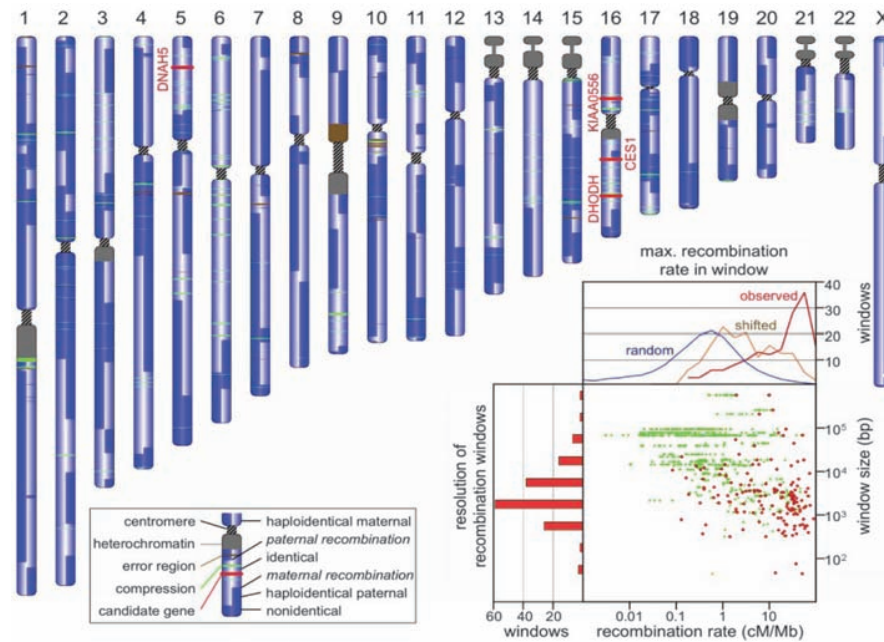 1 2 3 4 5 6 7 8 9 10 11 12 13 14 15 16 17 18 19 20 21 22 X
DNAH5
KIAA0556
CES1
DHODH
max. recombination
rate in window
observed
shifted
random
40
30
20
10
windows
resolution of
recombination windows
10⁵
10⁴
10³
10²
window size (bp)
60 40 20
windows
0.01 0.1 1 10
recombination rate (cM/Mb)
centromere
heterochromatin
error region
compression
candidate gene
haploidentical maternal
paternal recombination
identical
maternal recombination
haploidentical paternal
nonidentical